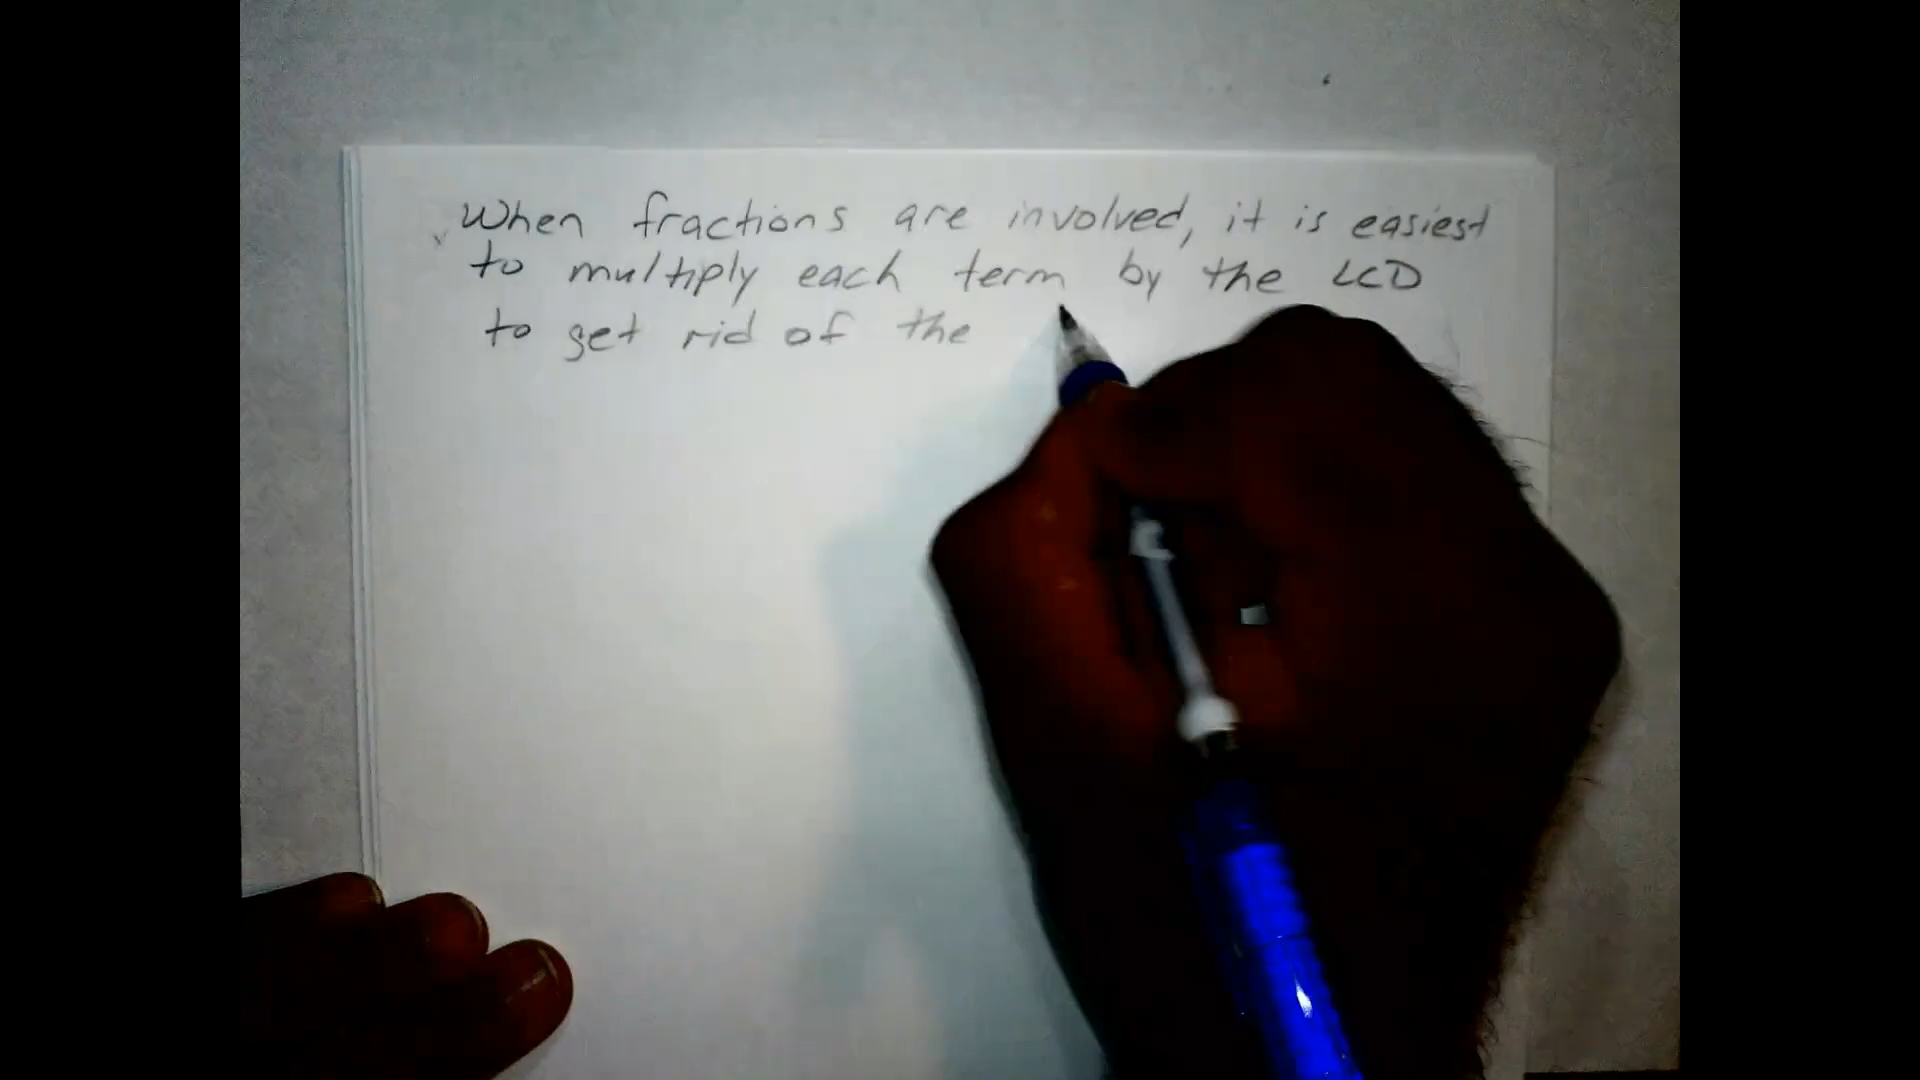 When fractions are involved, it is easiest
to multiply each term by the LCD
to get rid of the